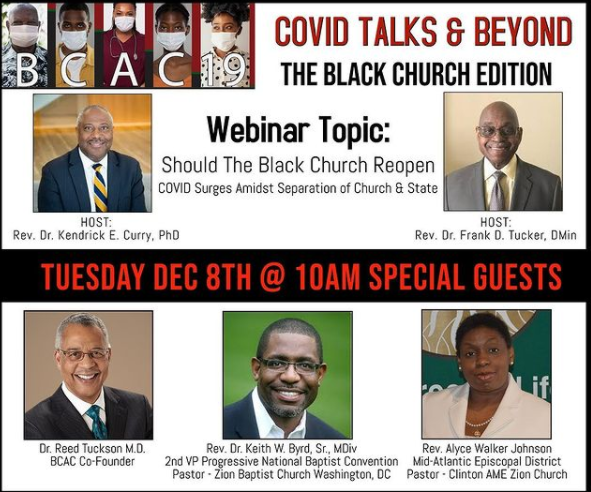 BCAC19
COVID TALKS & BEYOND
THE BLACK CHURCH EDITION
Webinar Topic:
Should The Black Church Reopen
COVID Surges Amidst Separation of Church & State
HOST:
Rev. Dr. Kendrick E. Curry, PhD
HOST:
Rev. Dr. Frank D. Tucker, DMin
TUESDAY DEC 8TH @ 10AM SPECIAL GUESTS
Dr. Reed Tuckson M.D.
BCAC Co-Founder
Rev. Dr. Keith W. Byrd, Sr., MDiv
2nd VP Progressive National Baptist Convention
Pastor - Zion Baptist Church Washington, DC
Rev. Alyce Walker Johnson
Mid-Atlantic Episcopal District
Pastor - Clinton AME Zion Church